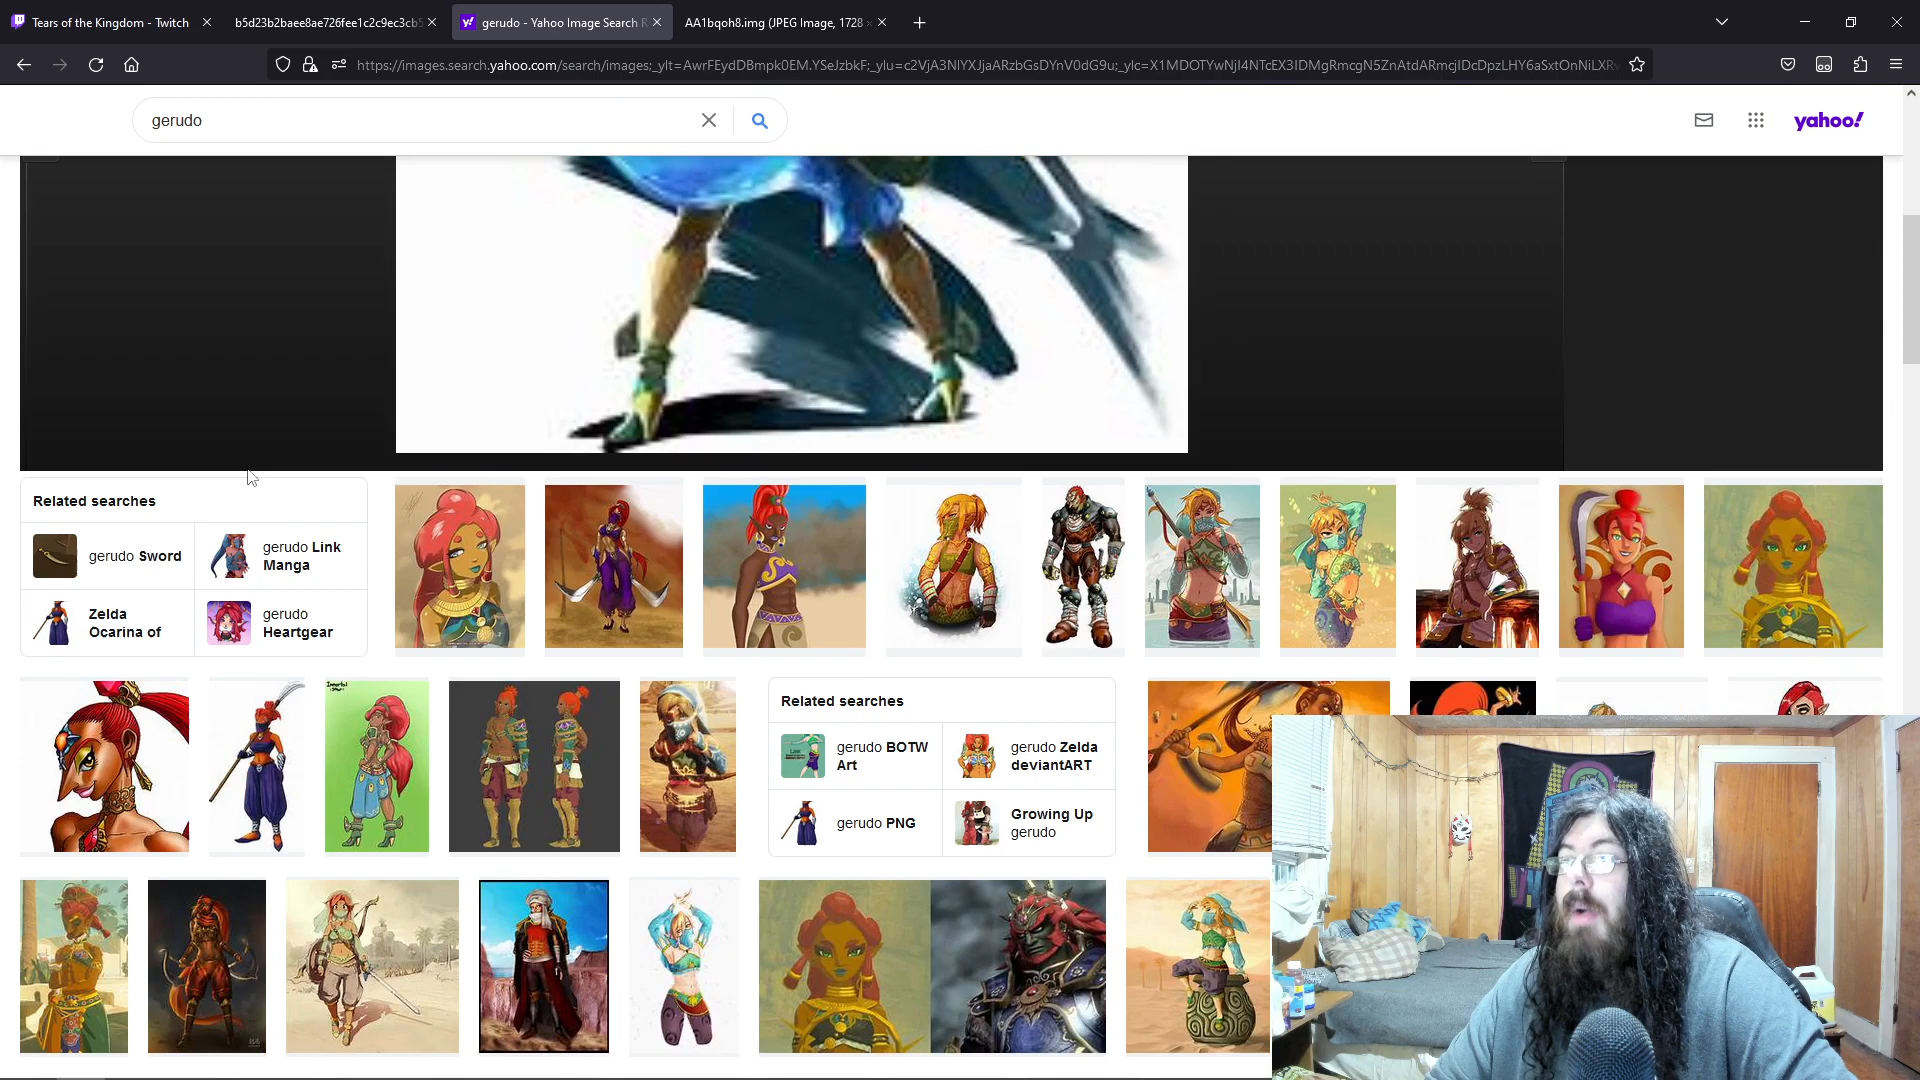 Tears of the Kingdom - Twitch
b5d23b2baee8ae726fee1c2c9ec3cb5
gerudo - Yahoo Image Search R
AA1bqoh8.img (JPEG Image, 1728
https://images.search.yahoo.com/search/images;_ylt=AwrFEydDBmpk0EM.YSeJzbkF;_ylu=c2VjA3NlYXJjaARzbGsDYnV0dG9u;_ylc=X1MDOTYwNjI4NTcEX3IDMgRmcgN5ZnAtdARmcjIDcDpzLHY6aSxtOnNiLXRv
gerudo
yahoo!
Related searches
gerudo Sword
gerudo Link
Manga
Zelda
Ocarina of
gerudo
Heartgear
Related searches
gerudo BOTW
Art
gerudo Zelda
deviantART
gerudo PNG
Growing Up
gerudo